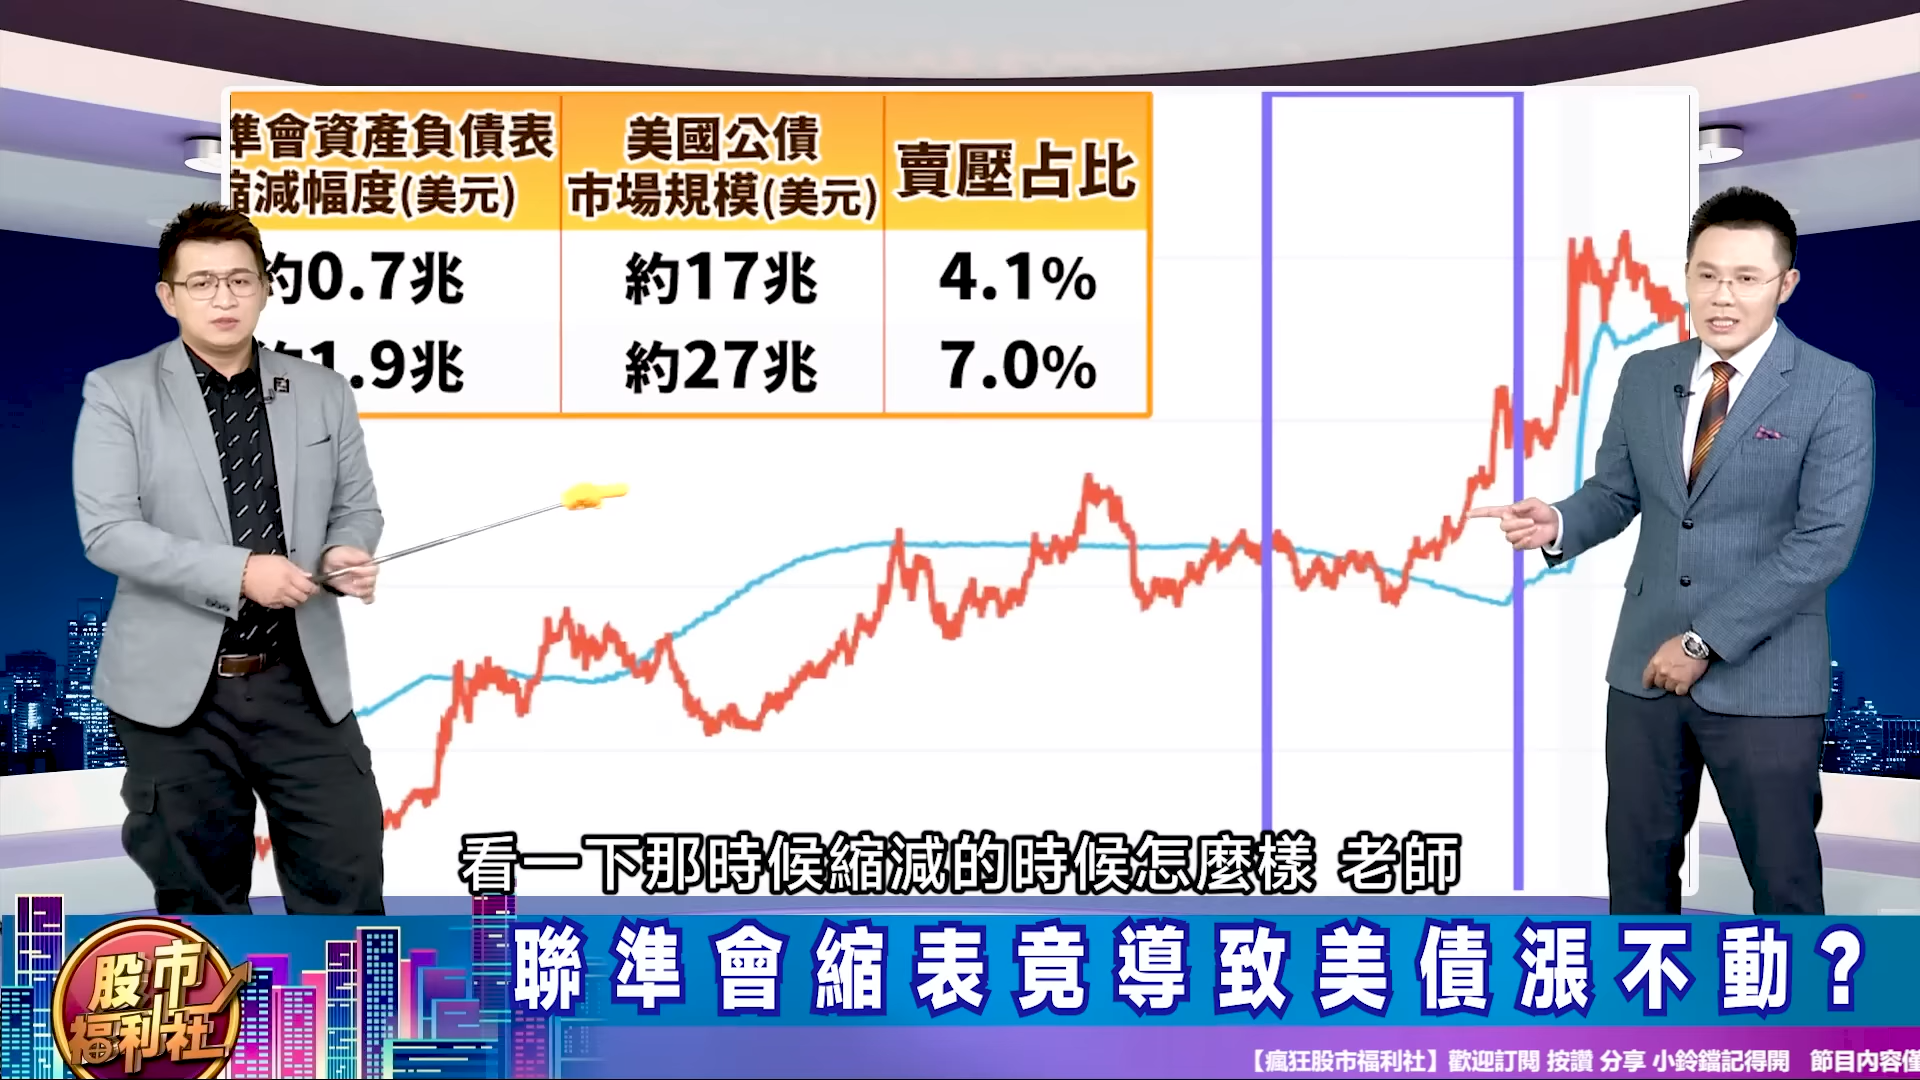 準會資產負債表
縮減幅度(美元)
美國公債
市場規模(美元)
賣壓占比
約0.7兆
約17兆
4.1%
約1.9兆
約27兆
7.0%
看一下那時候縮減的時候怎麼樣 老師
聯準會縮表竟導致美債漲不動?
股市
福利社
【瘋狂股市福利社】歡迎訂閱 按讚 分享 小鈴鐺記得開 節目內容僅